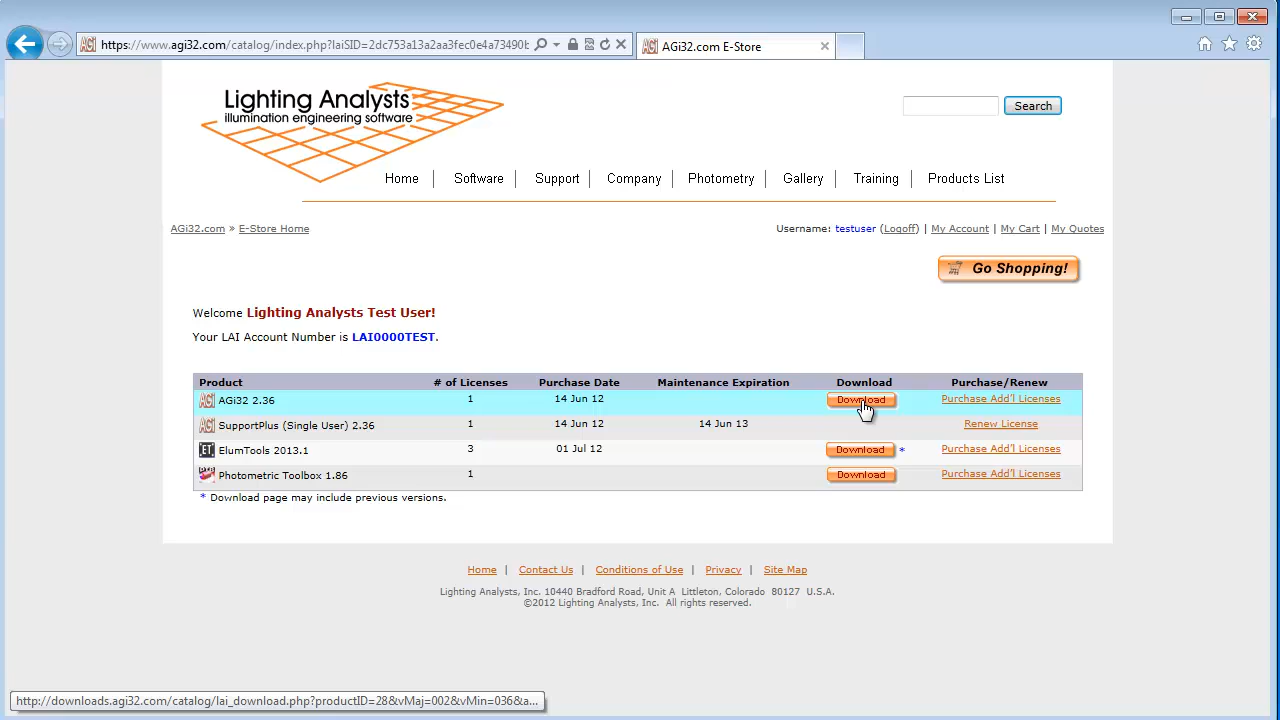 https://www.agi32.com/catalog/index.php?laiSID=2dc753a13a2aa3fec0e4a73490b
AGi32.com E-Store
Lighting Analysts
illumination engineering software
Search
Home
Software
Support
Company
Photometry
Gallery
Training
Products List
AGi32.com » E-Store Home
Username: testuser (Logoff) | My Account | My Cart | My Quotes
Go Shopping!
Welcome Lighting Analysts Test User!
Your LAI Account Number is LAI0000TEST.
Product # of Licenses Purchase Date Maintenance Expiration Download Purchase/Renew
AGi32 2.36 1 14 Jun 12 Download Purchase Add'l Licenses
SupportPlus (Single User) 2.36 1 14 Jun 12 14 Jun 13 Renew License
ElumTools 2013.1 3 01 Jul 12 Download * Purchase Add'l Licenses
Photometric Toolbox 1.86 1 Download Purchase Add'l Licenses
* Download page may include previous versions.
Home | Contact Us | Conditions of Use | Privacy | Site Map
Lighting Analysts, Inc. 10440 Bradford Road, Unit A Littleton, Colorado 80127 U.S.A.
©2012 Lighting Analysts, Inc. All rights reserved.
http://downloads.agi32.com/catalog/lai_download.php?productID=28&vMaj=002&vMin=036&a...